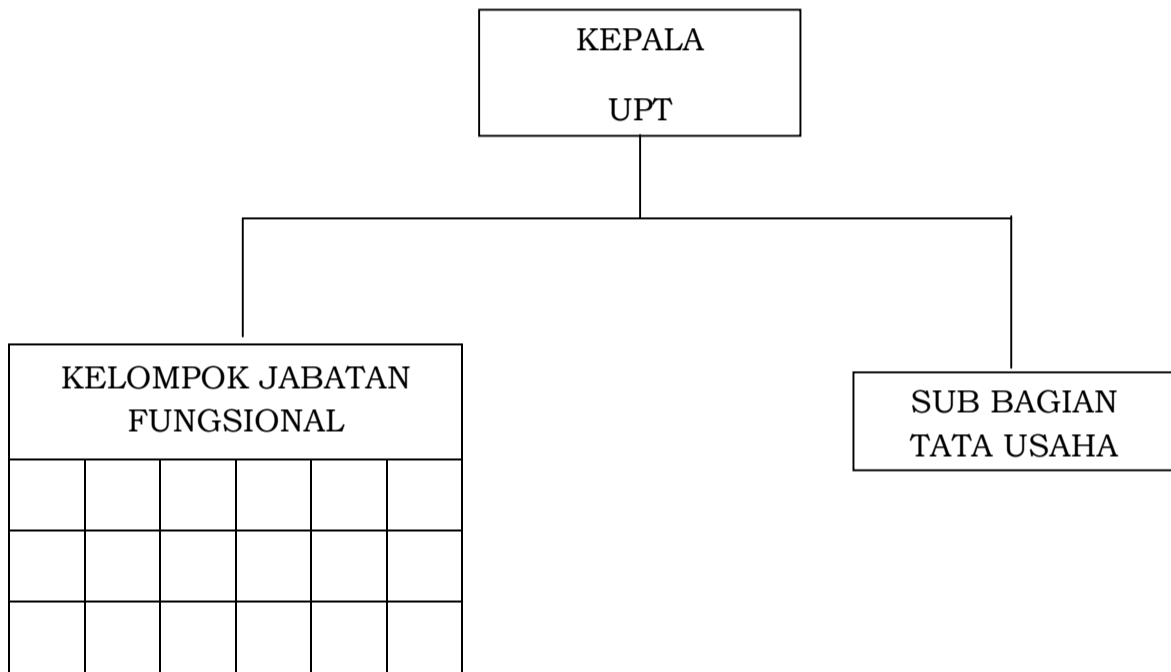 KEPALA
UPT
KELOMPOK JABATAN
FUNGSIONAL
SUB BAGIAN
TATA USAHA